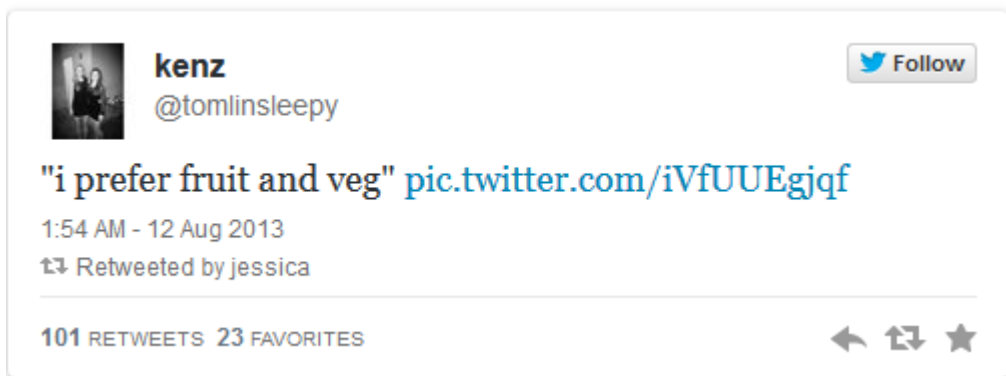 kenz
Follow
@tomlinsleepy
"i prefer fruit and veg" pic.twitter.com/iVfUUEgjqf
1:54 AM - 12 Aug 2013
Retweeted by jessica
101 RETWEETS 23 FAVORITES